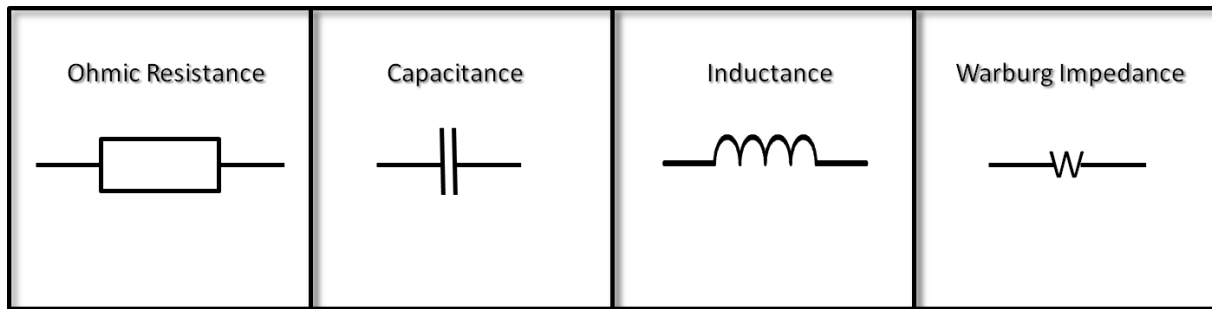 Ohmic Resistance
Capacitance
Inductance
Warburg Impedance
W